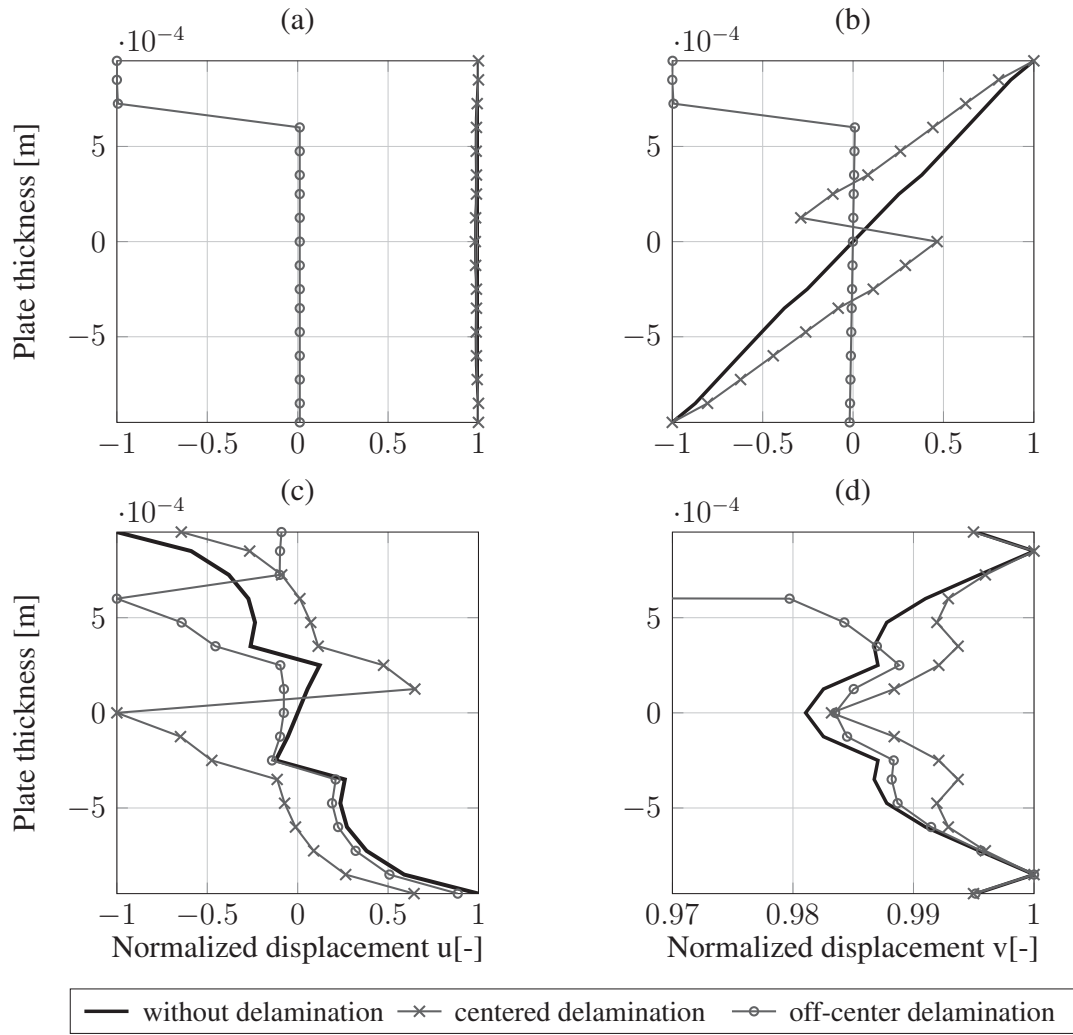 (a) (b)
·10⁻⁴ ·10⁻⁴
Plate thickness [m]
5 5
0 0
−5 −5
−1 −0.5 0 0.5 1 −1 −0.5 0 0.5 1
(c) (d)
·10⁻⁴ ·10⁻⁴
Plate thickness [m]
5 5
0 0
−5 −5
−1 −0.5 0 0.5 1 0.97 0.98 0.99 1
Normalized displacement u[-] Normalized displacement v[-]
without delamination centered delamination off-center delamination